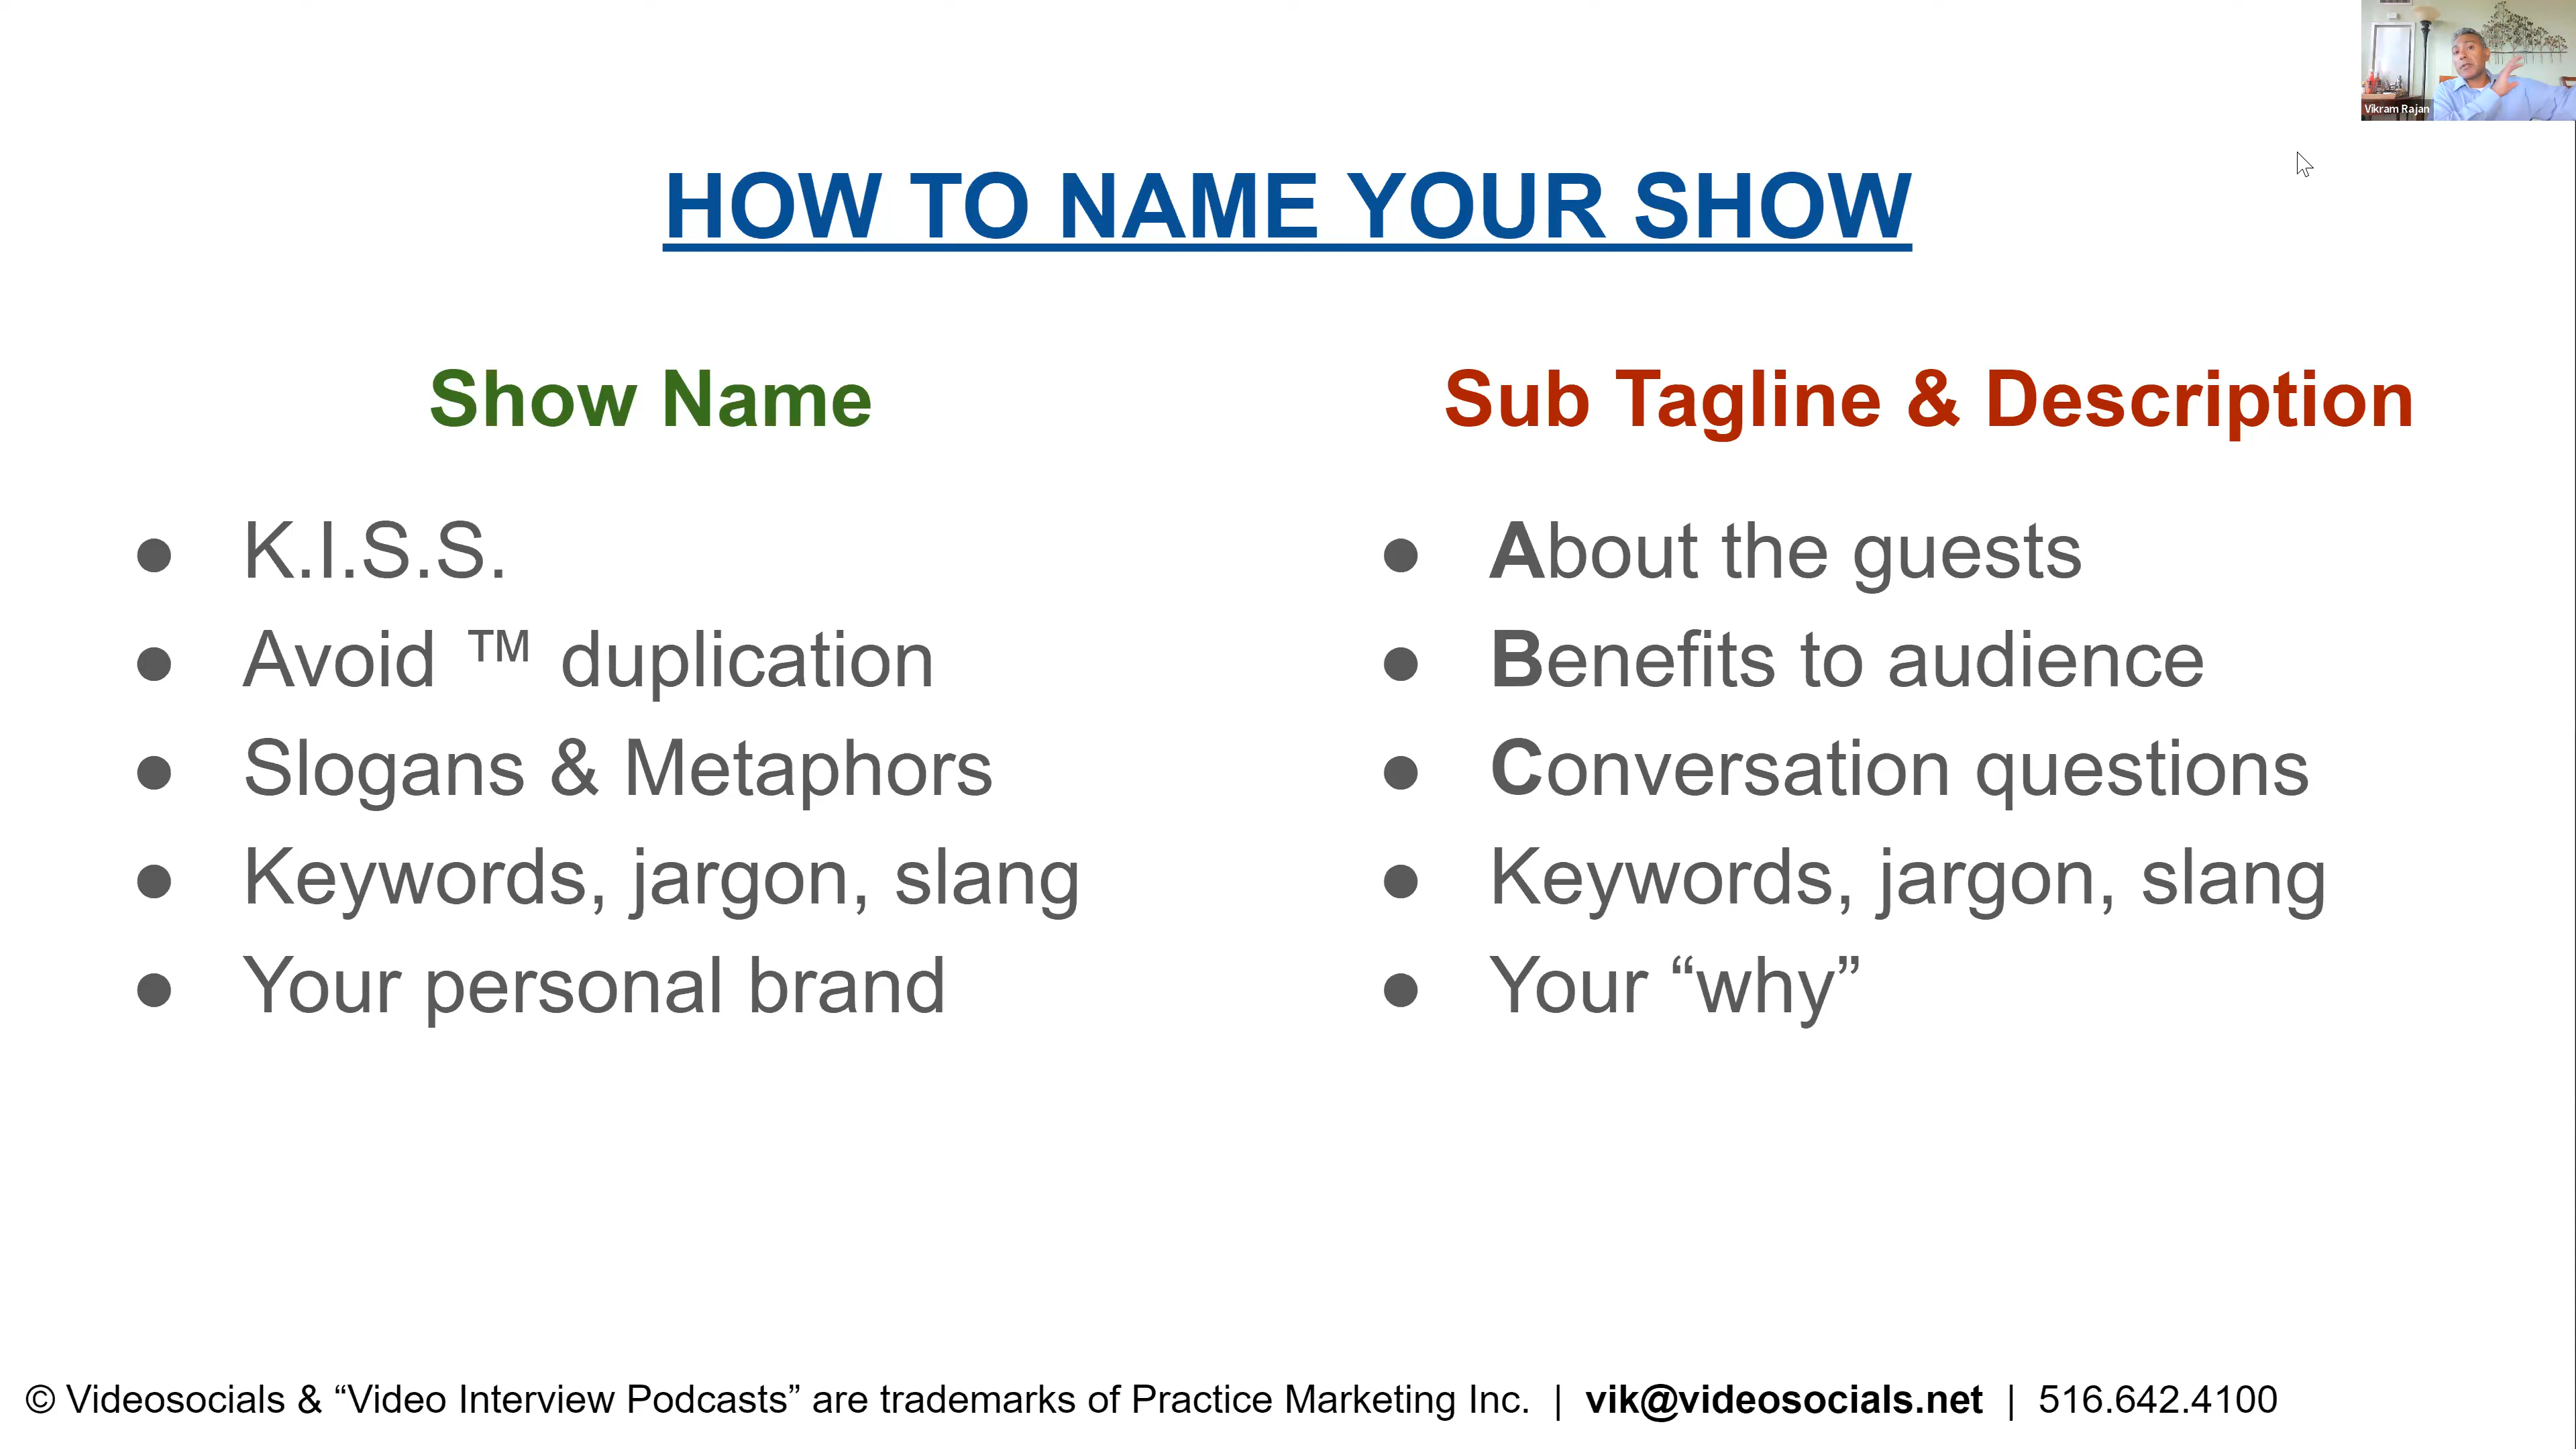 Vikram Rajan
HOW TO NAME YOUR SHOW
Show Name
● K.I.S.S.
● Avoid ™ duplication
● Slogans & Metaphors
● Keywords, jargon, slang
● Your personal brand
Sub Tagline & Description
● About the guests
● Benefits to audience
● Conversation questions
● Keywords, jargon, slang
● Your “why”
© Videosocials & “Video Interview Podcasts” are trademarks of Practice Marketing Inc. | vik@videosocials.net | 516.642.4100